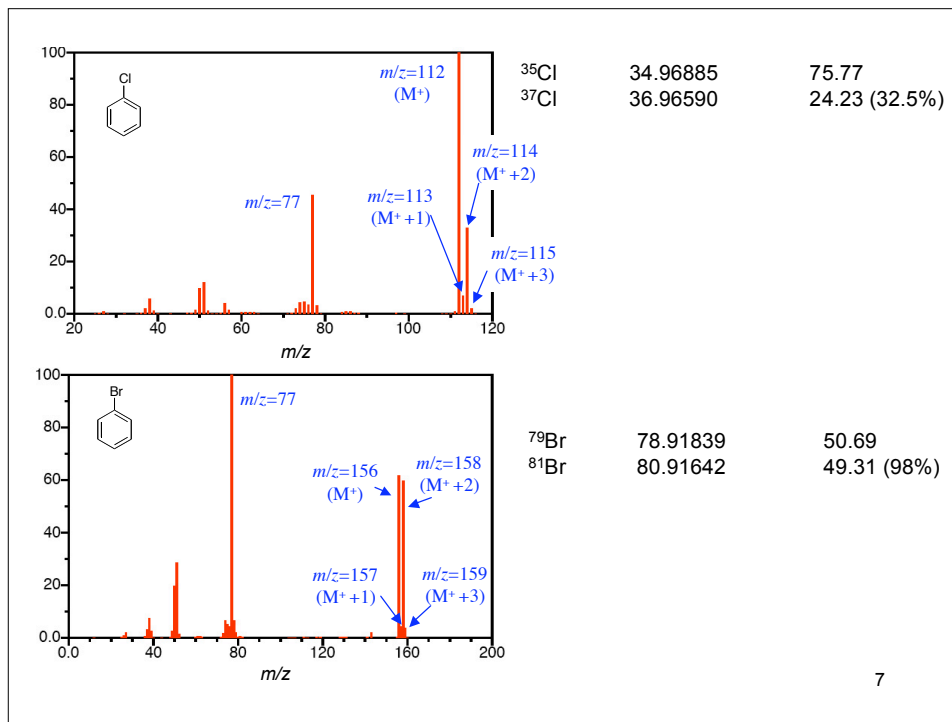 100
80
60
40
20
0.0
20
40
60
80
100
120
m/z
Cl
m/z=112
(M⁺)
m/z=114
(M⁺ +2)
m/z=113
(M⁺ +1)
m/z=77
m/z=115
(M⁺ +3)
³⁵Cl 34.96885 75.77
³⁷Cl 36.96590 24.23 (32.5%)
100
80
60
40
20
0.0
0.0
40
80
120
160
200
m/z
Br
m/z=77
m/z=156
(M⁺)
m/z=158
(M⁺ +2)
m/z=157
(M⁺ +1)
m/z=159
(M⁺ +3)
⁷⁹Br 78.91839 50.69
⁸¹Br 80.91642 49.31 (98%)
7